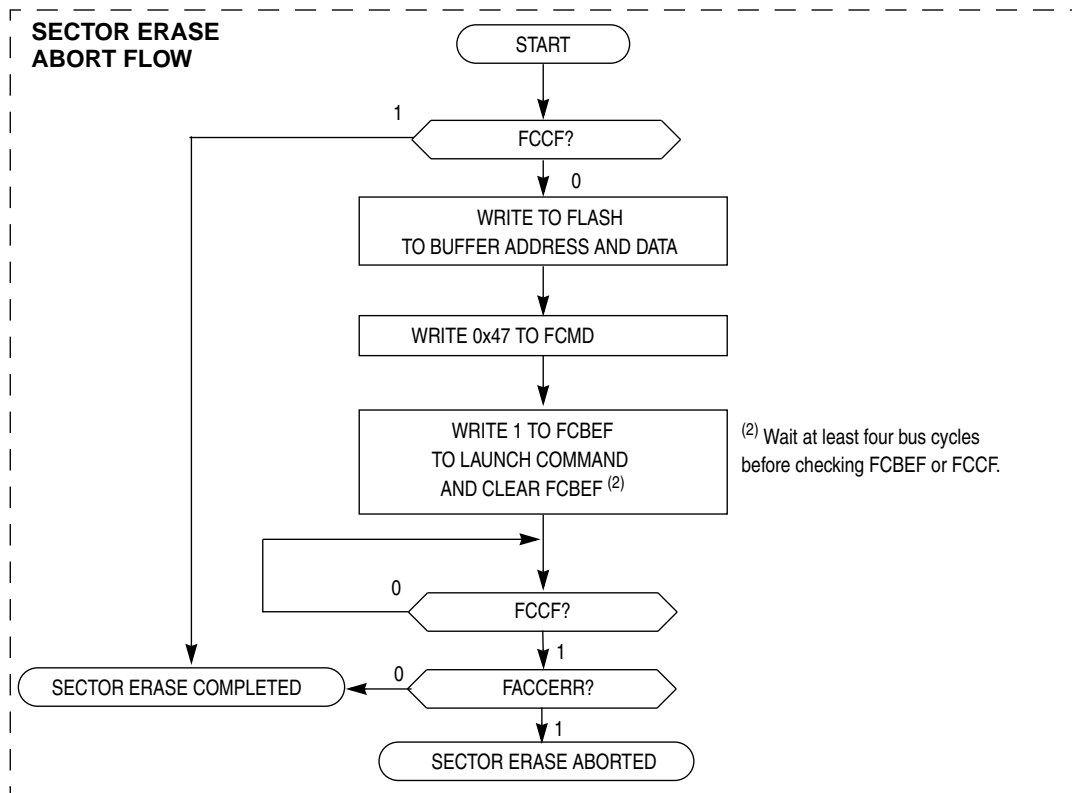 SECTOR ERASE
ABORT FLOW
START
1
FCCF?
0
WRITE TO FLASH
TO BUFFER ADDRESS AND DATA
WRITE 0x47 TO FCMD
WRITE 1 TO FCBEF
TO LAUNCH COMMAND
AND CLEAR FCBEF (2)
(2) Wait at least four bus cycles
before checking FCBEF or FCCF.
0
FCCF?
1
SECTOR ERASE COMPLETED
0
FACCERR?
1
SECTOR ERASE ABORTED